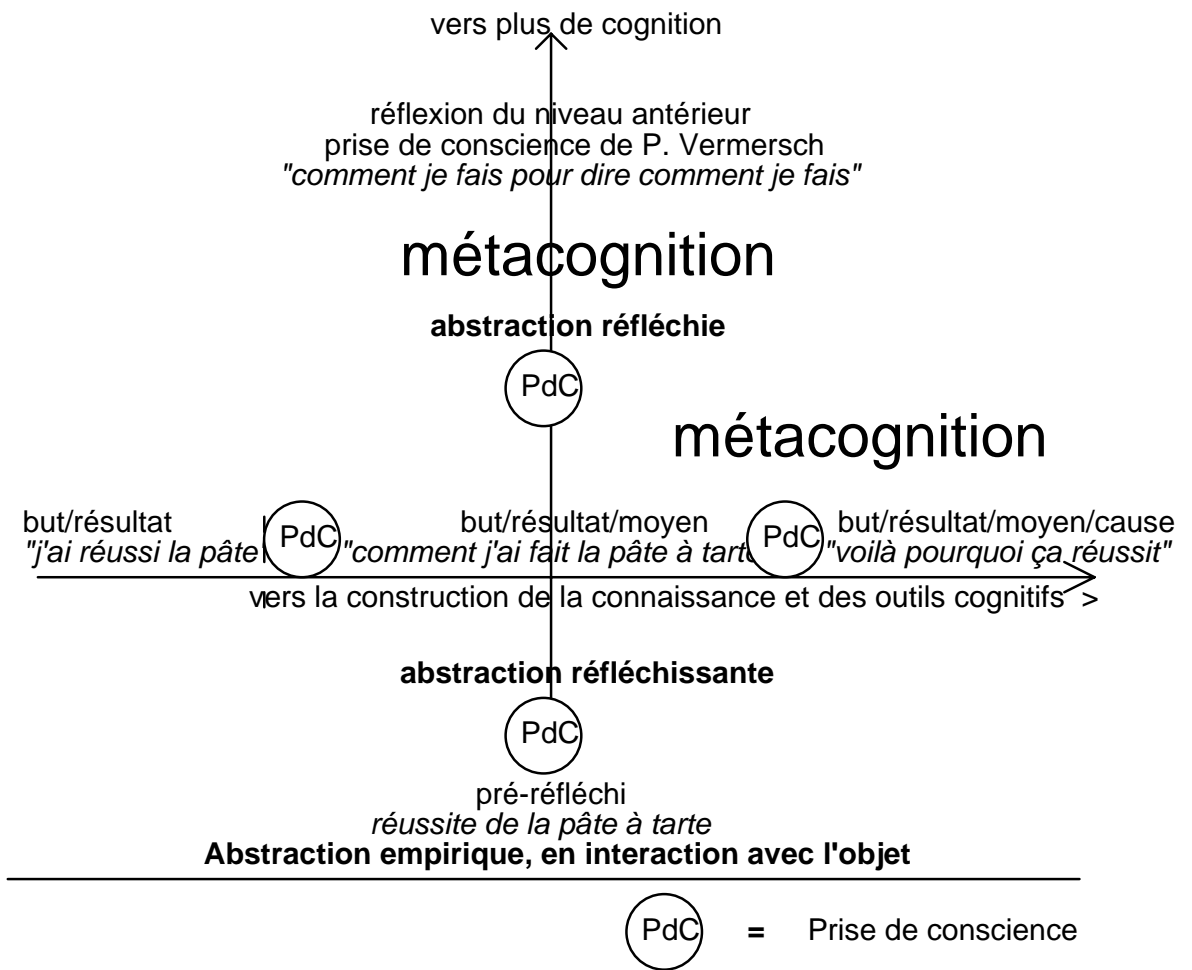 vers plus de cognition
réflexion du niveau antérieur
prise de conscience de P. Vermersch
"comment je fais pour dire comment je fais"
métacognition
abstraction réfléchie
PdC
métacognition
but/résultat PdC but/résultat/moyen PdC but/résultat/moyen/cause
"j'ai réussi la pâte "comment j'ai fait la pâte à tarte "voilà pourquoi ça réussit"
vers la construction de la connaissance et des outils cognitifs >
abstraction réfléchissante
PdC
pré-réfléchi
réussite de la pâte à tarte
Abstraction empirique, en interaction avec l'objet
PdC = Prise de conscience